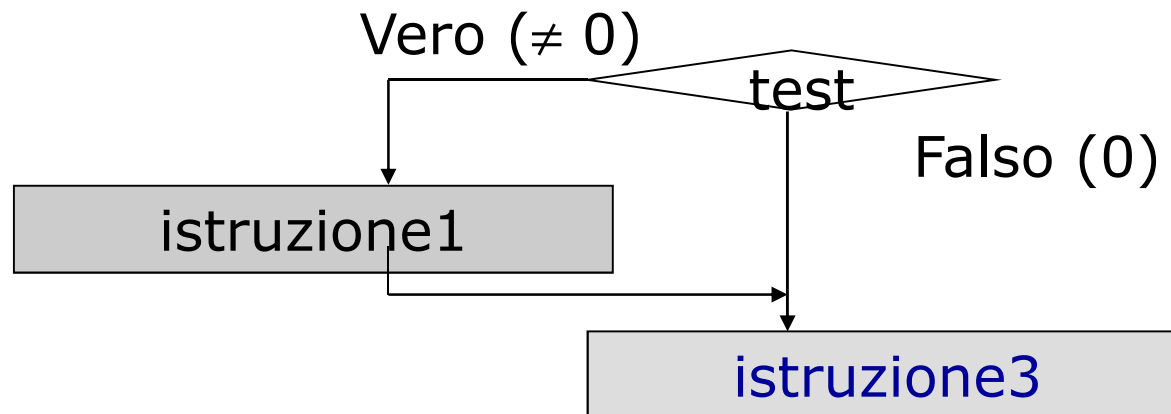 Vero (≠ 0)
test
Falso (0)
istruzione1
istruzione3